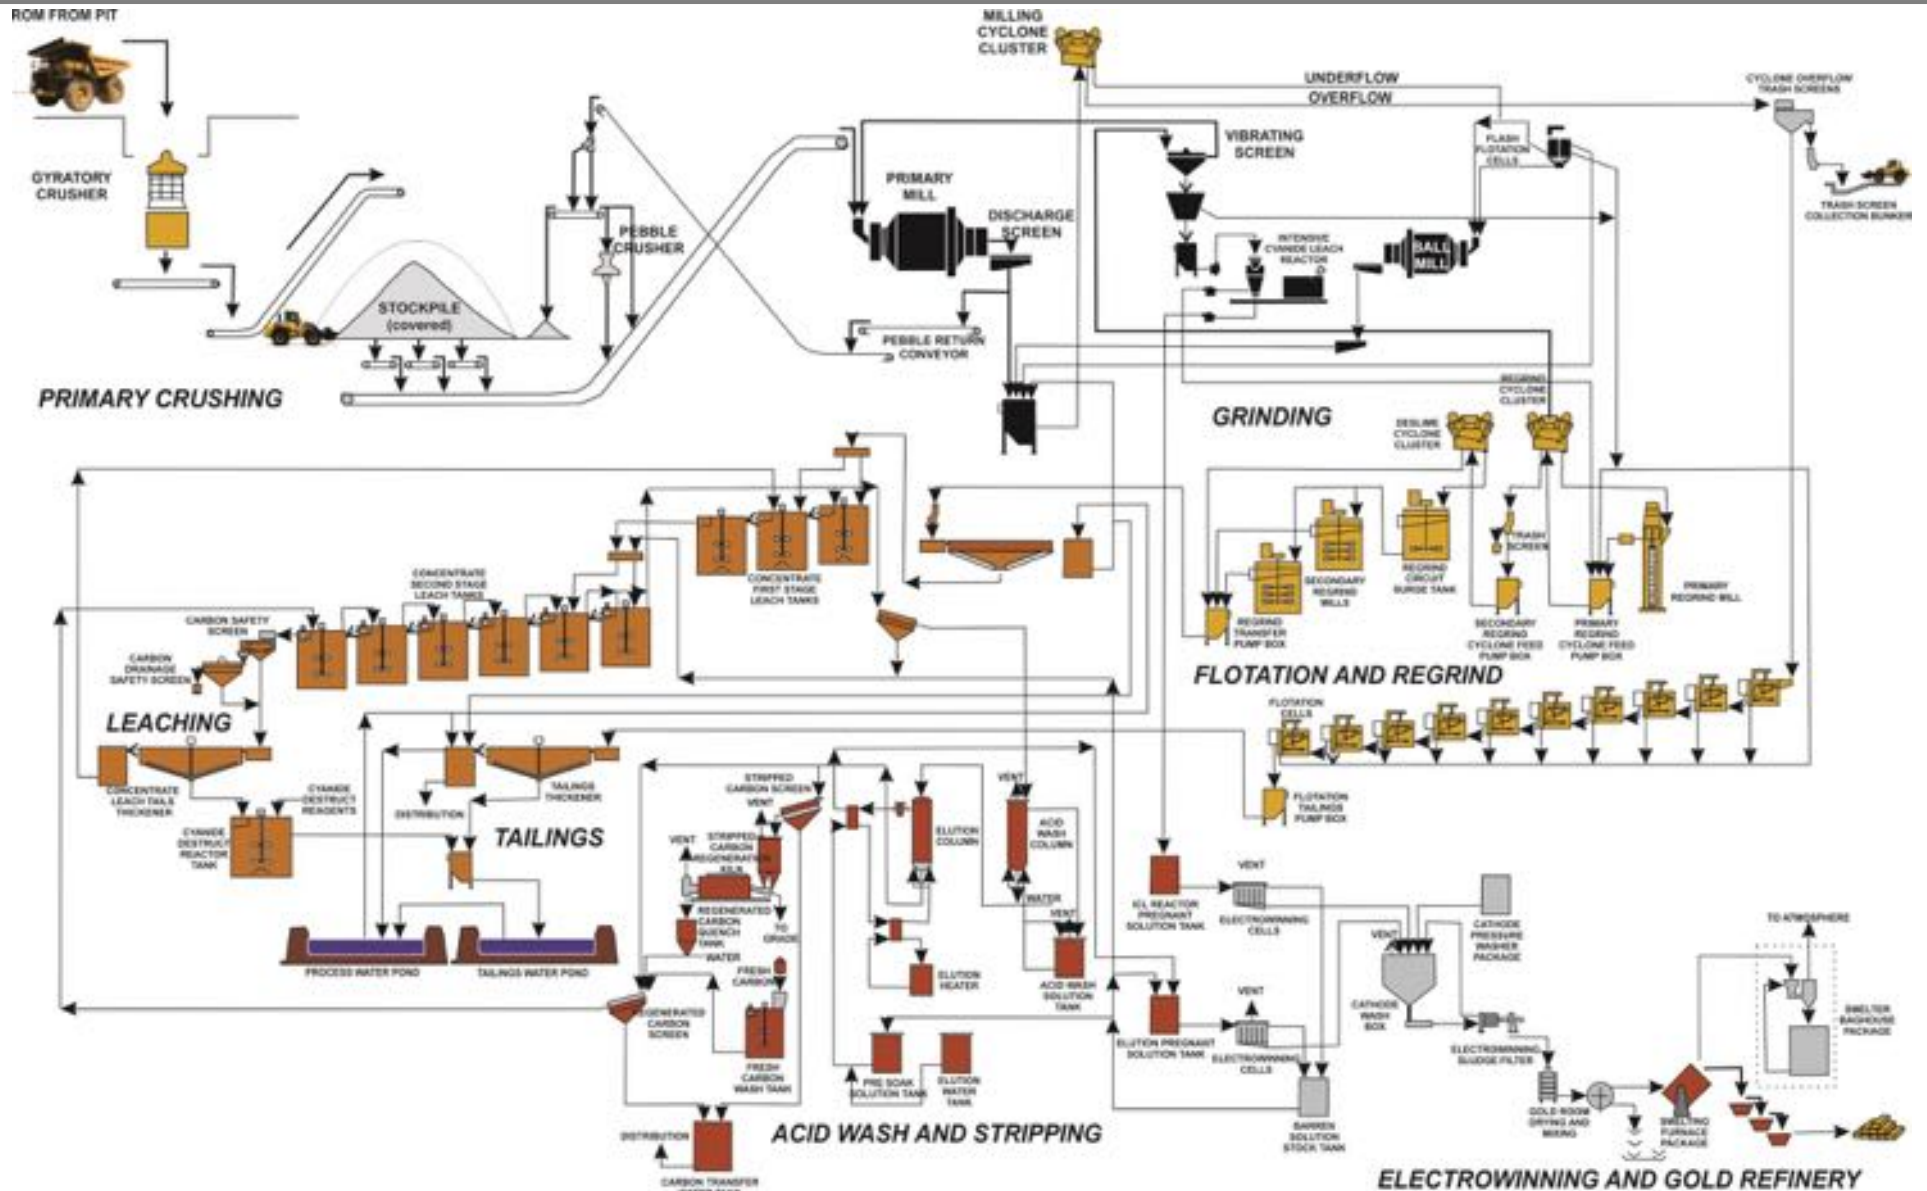 ROM FROM PIT
GYRATORY
CRUSHER
STOCKPILE
(covered)
PEBBLE
CRUSHER
PRIMARY CRUSHING
MILLING
CYCLONE
CLUSTER
UNDERFLOW
OVERFLOW
PRIMARY
MILL
DISCHARGE
SCREEN
PEBBLE RETURN
CONVEYOR
VIBRATING
SCREEN
INTENSIVE
CYANIDE LEACH
REACTOR
FLASH
FLOTATION
CELLS
BALL
MILL
CYCLONE OVERFLOW
TRASH SCREENS
TRASH SCREEN
COLLECTION BUNKER
GRINDING
DESLIME
CYCLONE
CLUSTER
REGRIND
CYCLONE
CLUSTER
TRASH
SCREEN
SECONDARY
REGRIND
MILLS
REGRIND
CIRCUIT
SURGE TANK
PRIMARY
REGRIND MILL
REGRIND
TRANSFER
PUMP BOX
SECONDARY
REGRIND
CYCLONE FEED
PUMP BOX
PRIMARY
REGRIND
CYCLONE FEED
PUMP BOX
FLOTATION AND REGRIND
FLOTATION
CELLS
FLOTATION
TAILINGS
PUMP BOX
CONCENTRATE
FIRST STAGE
LEACH TANKS
CONCENTRATE
SECOND STAGE
LEACH TANKS
CARBON SAFETY
SCREEN
CARBON
DRAINAGE
SAFETY SCREEN
LEACHING
CONCENTRATE
LEACH TAILS
THICKENER
CYANIDE
DESTRUCT
REAGENTS
CYANIDE
DESTRUCT
REACTOR
TANK
DISTRIBUTION
TAILINGS
THICKENER
TAILINGS
PROCESS WATER POND
TAILINGS WATER POND
STRIPPED
CARBON SCREEN
VENT
VENT
STRIPPED
CARBON
REGENERATION
KILN
REGENERATED
CARBON
QUENCH
TANK
TO
GRADE
WATER
FRESH
CARBON
REGENERATED
CARBON
SCREEN
FRESH
CARBON
WASH TANK
DISTRIBUTION
CARBON TRANSFER
ELUTION
COLUMN
VENT
ACID
WASH
COLUMN
WATER
VENT
ELUTION
HEATER
ACID WASH
SOLUTION
TANK
PRE SOAK
SOLUTION TANK
ELUTION
WATER
TANK
ACID WASH AND STRIPPING
ICL REACTOR
PREGNANT
SOLUTION TANK
VENT
ELECTROWINNING
CELLS
ELUTION PREGNANT
SOLUTION TANK
VENT
ELECTROWINNING
CELLS
BARREN
SOLUTION
STOCK TANK
VENT
CATHODE
WASH
BOX
CATHODE
PRESSURE
WASHER
PACKAGE
ELECTROWINNING
SLUDGE FILTER
GOLD ROOM
DRYING AND
MIXING
SMELTING
FURNACE
PACKAGE
TO ATMOSPHERE
SMELTER
BAGHOUSE
PACKAGE
ELECTROWINNING AND GOLD REFINERY